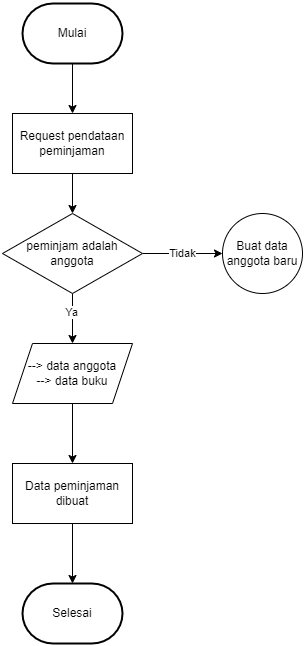 Mulai
Request pendataan
peminjaman
peminjam adalah
anggota
Tidak
Buat data
anggota baru
Ya
--> data anggota
--> data buku
Data peminjaman
dibuat
Selesai